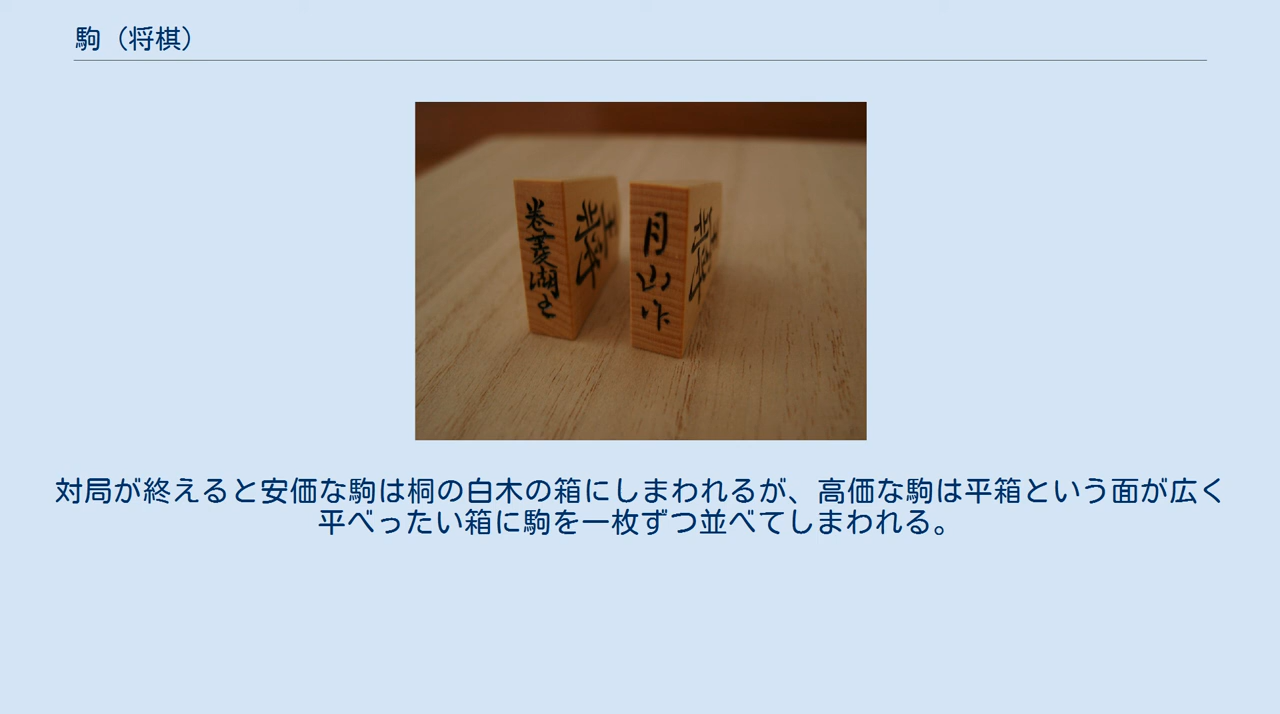 駒（将棋）
巻菱湖書
月山作
対局が終えると安価な駒は桐の白木の箱にしまわれるが、高価な駒は平箱という面が広く
平べったい箱に駒を一枚ずつ並べてしまわれる。